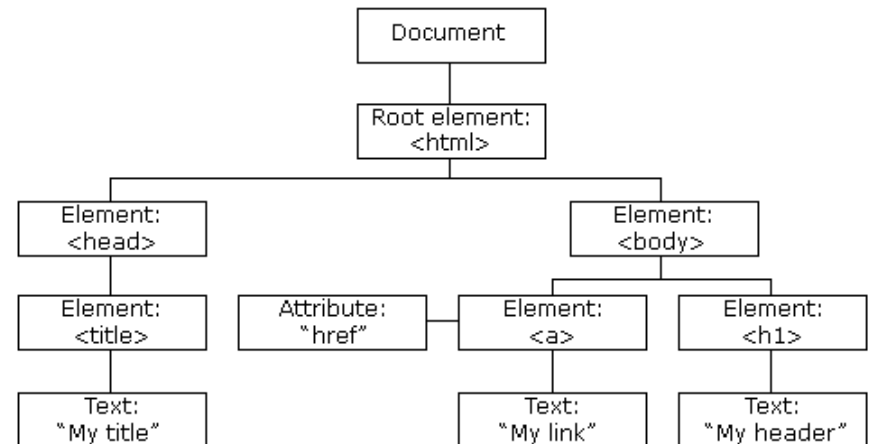 Document
Root element:
<html>
Element:
<head>
Element:
<body>
Element:
<title>
Attribute:
“href”
Element:
<a>
Element:
<h1>
Text:
“My title”
Text:
“My link”
Text:
“My header”